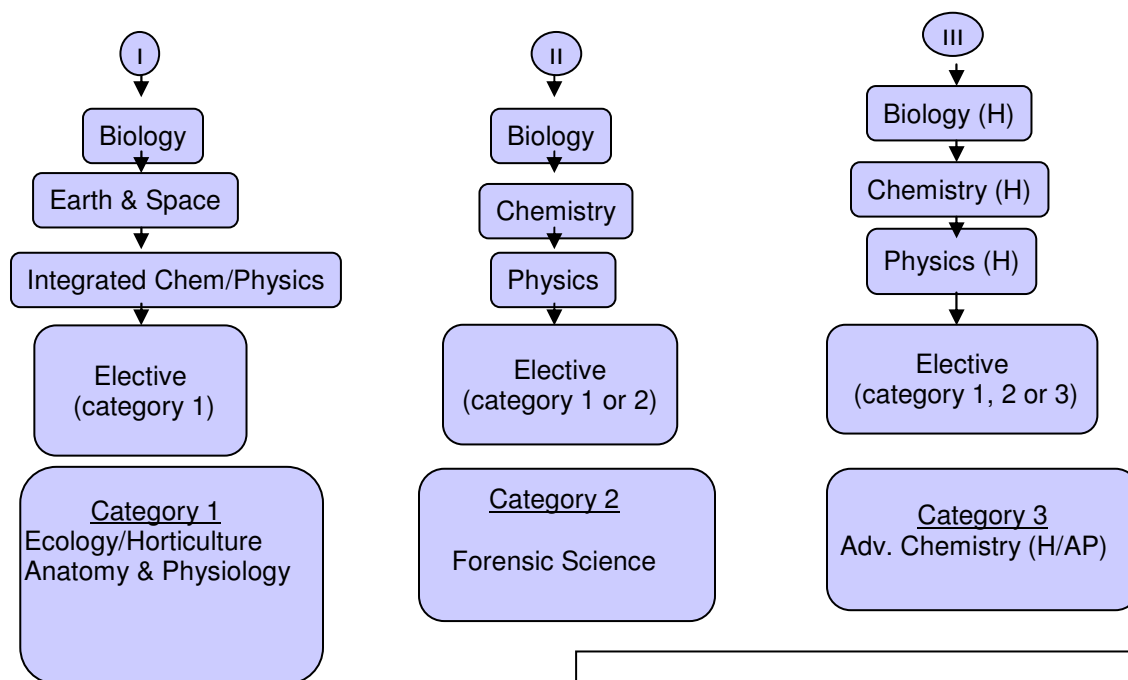 I
Biology
Earth & Space
Integrated Chem/Physics
Elective
(category 1)
Category 1
Ecology/Horticulture
Anatomy & Physiology
II
Biology
Chemistry
Physics
Elective
(category 1 or 2)
Category 2
Forensic Science
III
Biology (H)
Chemistry (H)
Physics (H)
Elective
(category 1, 2 or 3)
Category 3
Adv. Chemistry (H/AP)